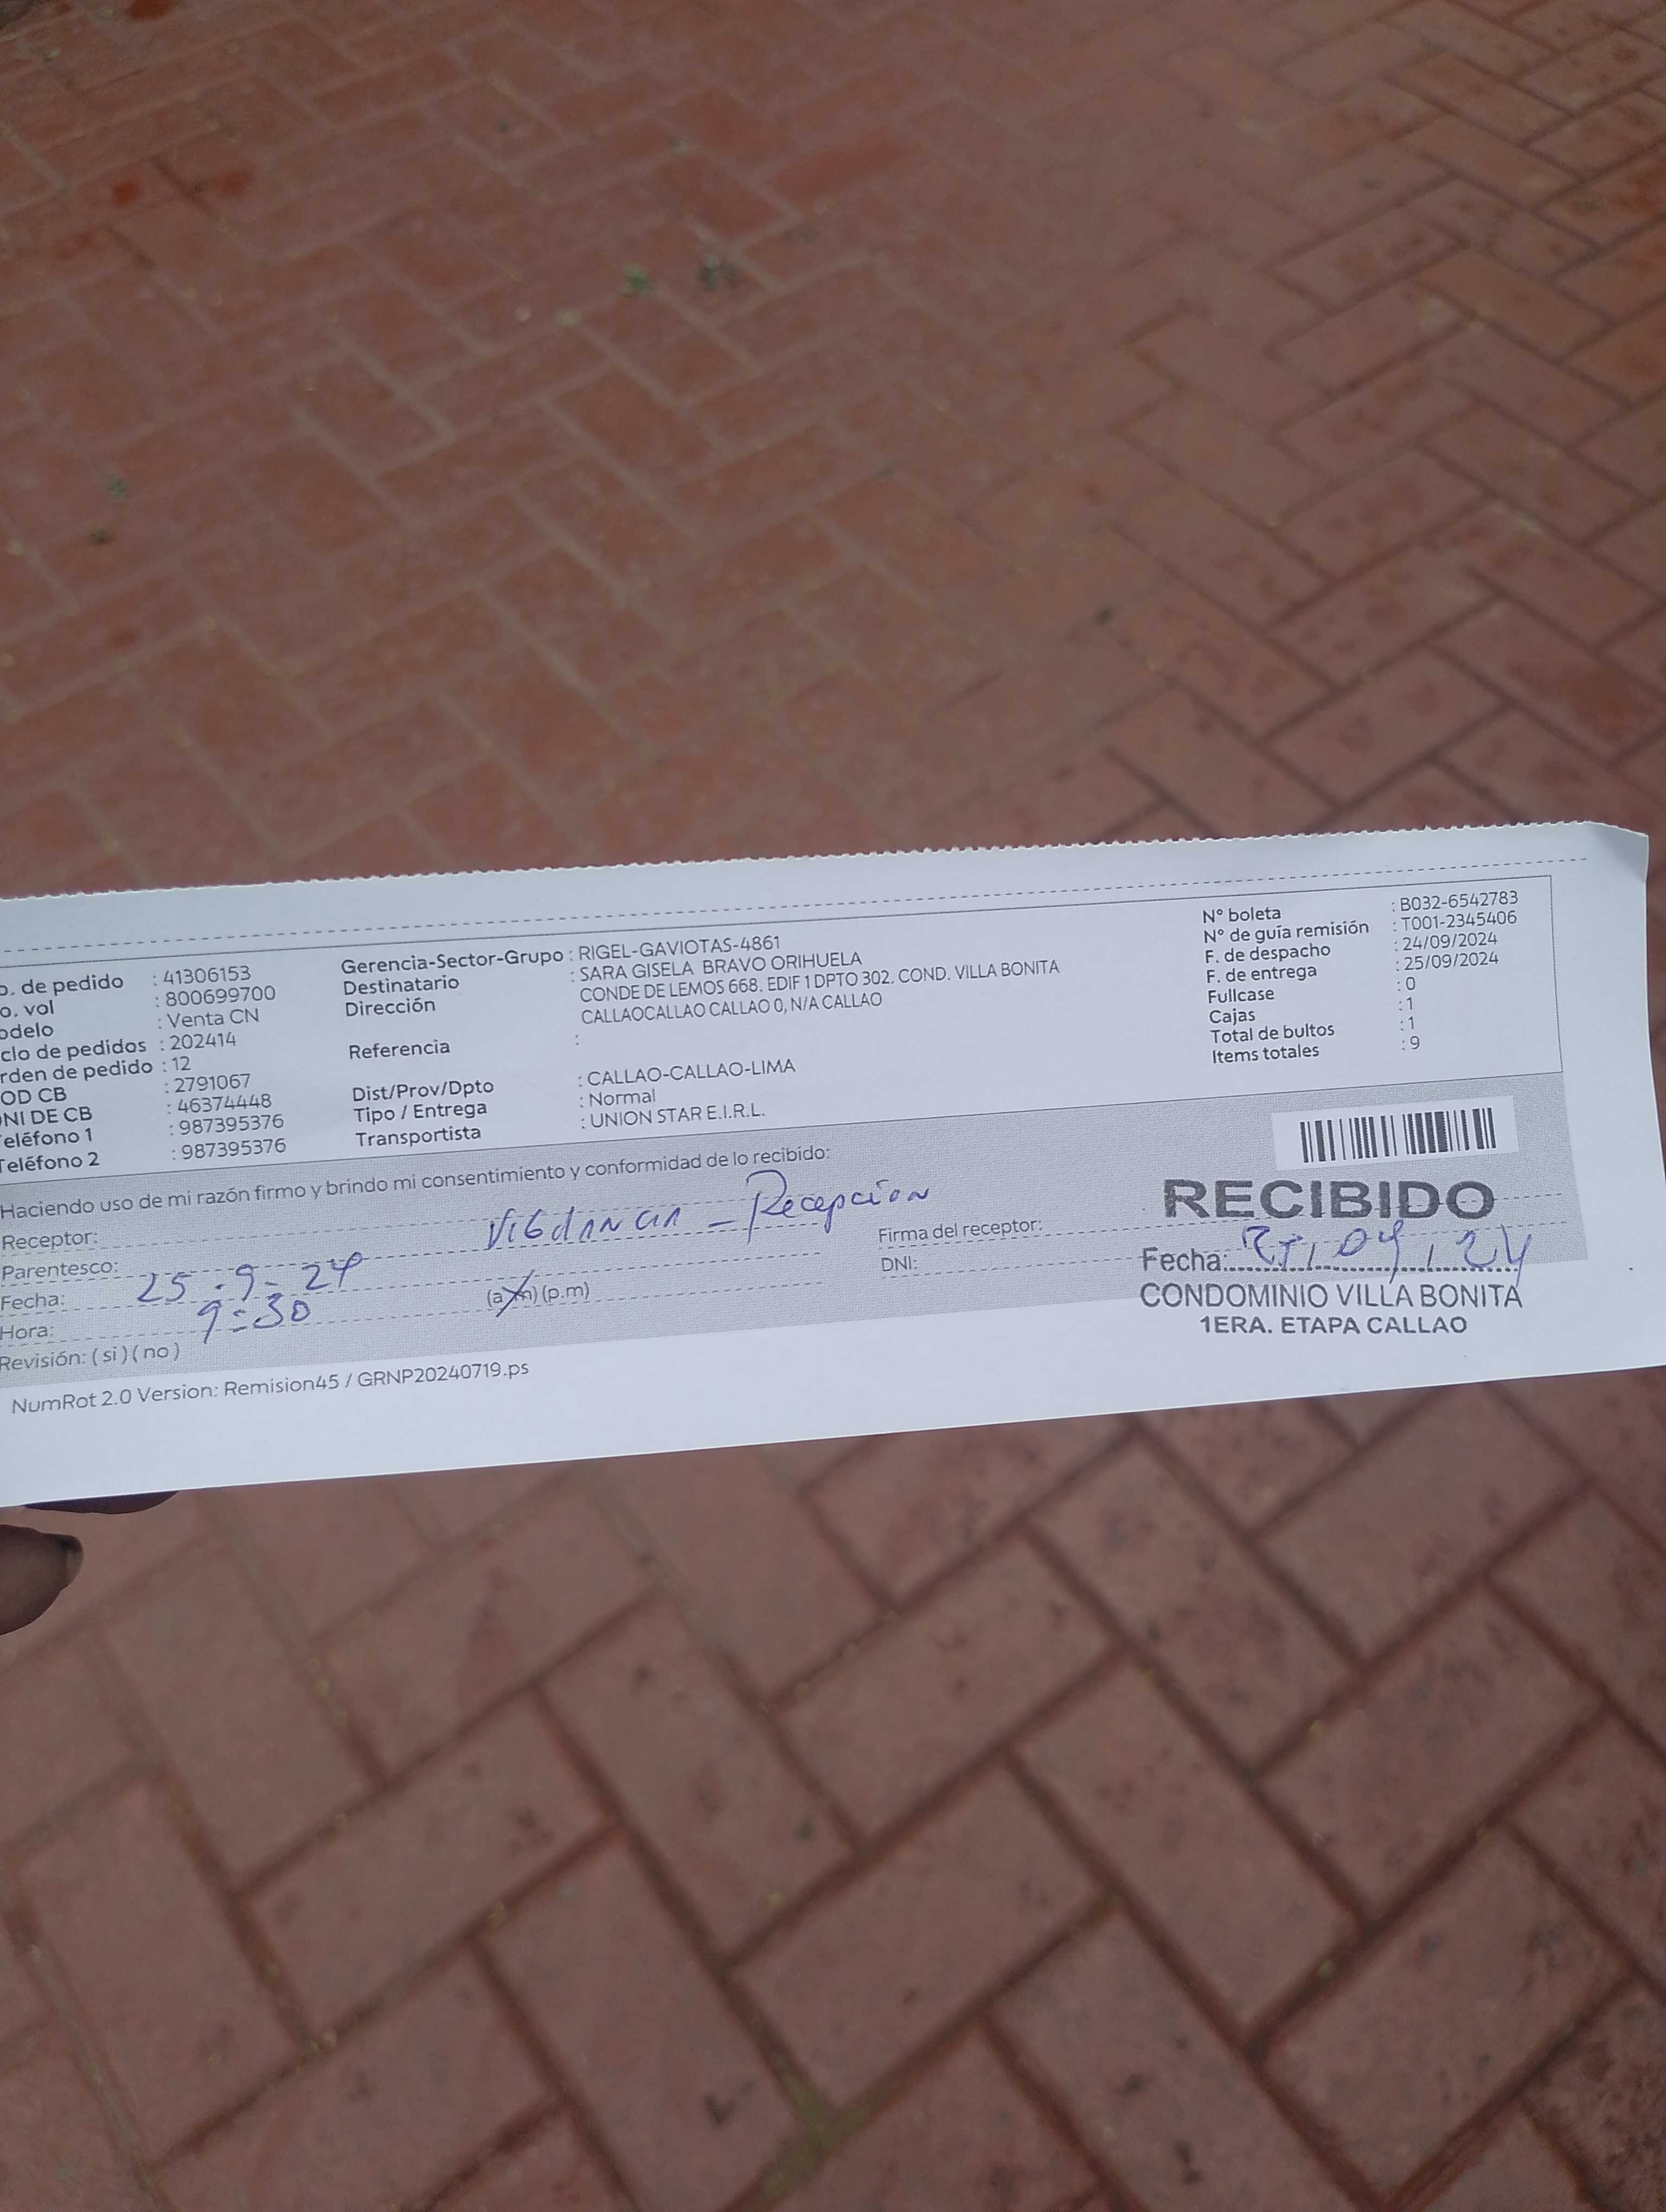 o. de pedido : 41306153
o. vol : 800699700
odelo : Venta CN
clo de pedidos : 202414
rden de pedido : 12
OD CB : 2791067
NI DE CB : 46374448
eléfono 1 : 987395376
Teléfono 2 : 987395376
Gerencia-Sector-Grupo : RIGEL-GAVIOTAS-4861
Destinatario : SARA GISELA BRAVO ORIHUELA
Dirección CONDE DE LEMOS 668. EDIF 1 DPTO 302. COND. VILLA BONITA
CALLAOCALLAO CALLAO 0, N/A CALLAO
Referencia :
Dist/Prov/Dpto : CALLAO-CALLAO-LIMA
Tipo / Entrega : Normal
Transportista : UNION STAR E.I.R.L.
N° boleta : B032-6542783
N° de guía remisión : T001-2345406
F. de despacho : 24/09/2024
F. de entrega : 25/09/2024
Fullcase : 0
Cajas : 1
Total de bultos : 1
Items totales : 9
Haciendo uso de mi razón firmo y brindo mi consentimiento y conformidad de lo recibido:
Receptor: Vigilancia - Recepcion
Parentesco:
Fecha: 25 - 9 - 24
Hora: 9:30 (a.m) (p.m)
Revisión: ( si ) ( no )
Firma del receptor:
DNI:
RECIBIDO
Fecha:
CONDOMINIO VILLA BONITA
1ERA. ETAPA CALLAO
NumRot 2.0 Version: Remision45 / GRNP20240719.ps